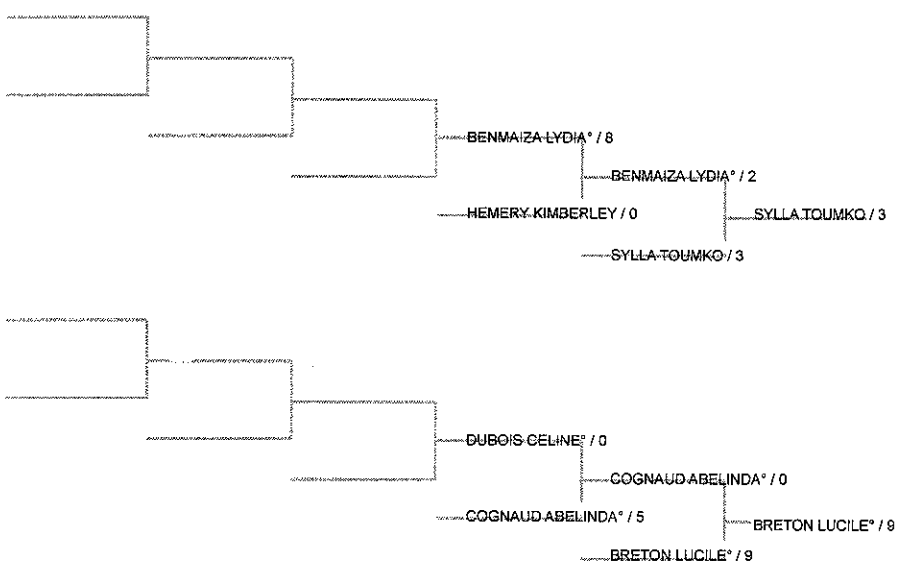 BENMAIZA LYDIA° / 8
BENMAIZA LYDIA° / 2
HEMERY KIMBERLEY / 0
SYLLA TOUMKO / 3
SYLLA TOUMKO / 3
DUBOIS CELINE° / 0
COGNAUD ABELINDA° / 0
COGNAUD ABELINDA° / 5
BRETON LUCILE° / 9
BRETON LUCILE° / 9